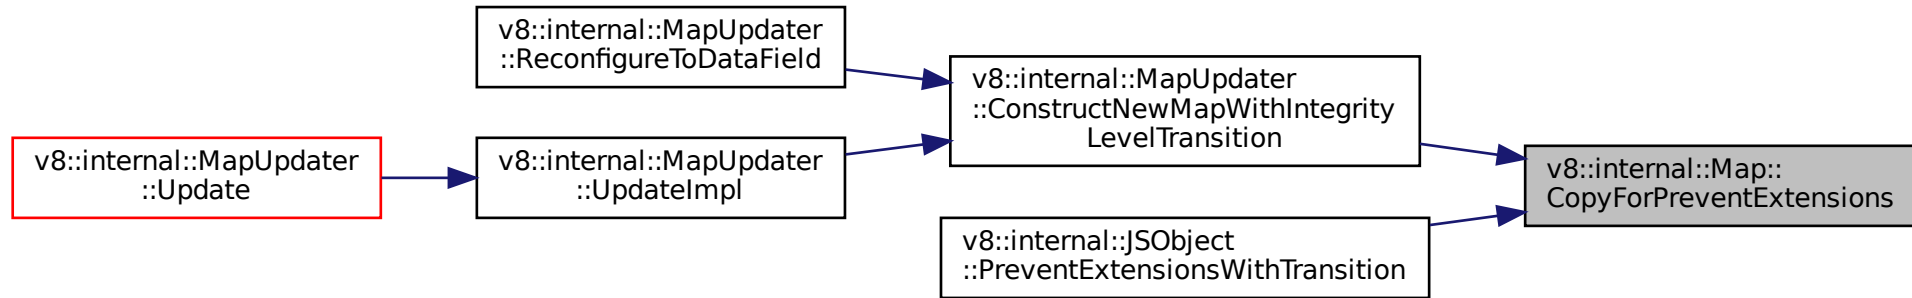 v8::internal::MapUpdater
::ReconfigureToDataField
v8::internal::MapUpdater
::ConstructNewMapWithIntegrity
LevelTransition
v8::internal::MapUpdater
::Update
v8::internal::MapUpdater
::UpdateImpl
v8::internal::Map::
CopyForPreventExtensions
v8::internal::JSObject
::PreventExtensionsWithTransition